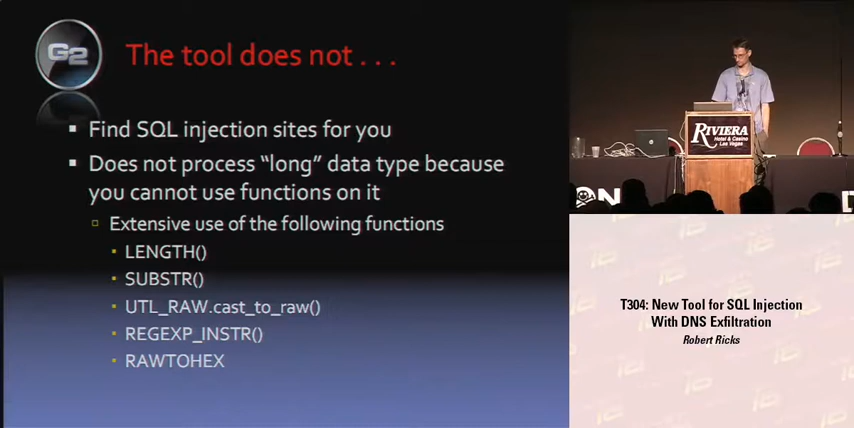 G2
The tool does not . . .
▪ Find SQL injection sites for you
▪ Does not process “long” data type because
you cannot use functions on it
▫ Extensive use of the following functions
▪ LENGTH()
▪ SUBSTR()
▪ UTL_RAW.cast_to_raw()
▪ REGEXP_INSTR()
▪ RAWTOHEX
RIVIERA
Hotel & Casino
Las Vegas
T304: New Tool for SQL Injection
With DNS Exfiltration
Robert Ricks